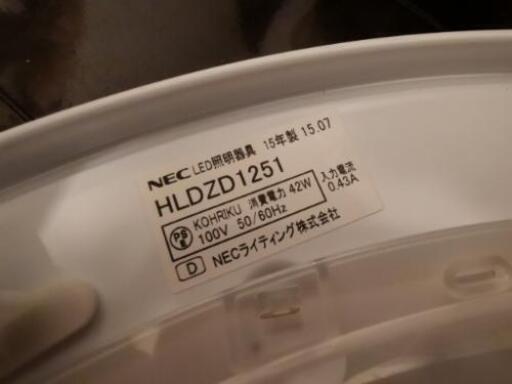 NEC LED照明器具 15年製 15.07
HLDZD1251
PS E KOHRIKU 消費電力 42W 入力電流
100V 50/60Hz 0.43A
D NECライティング株式会社